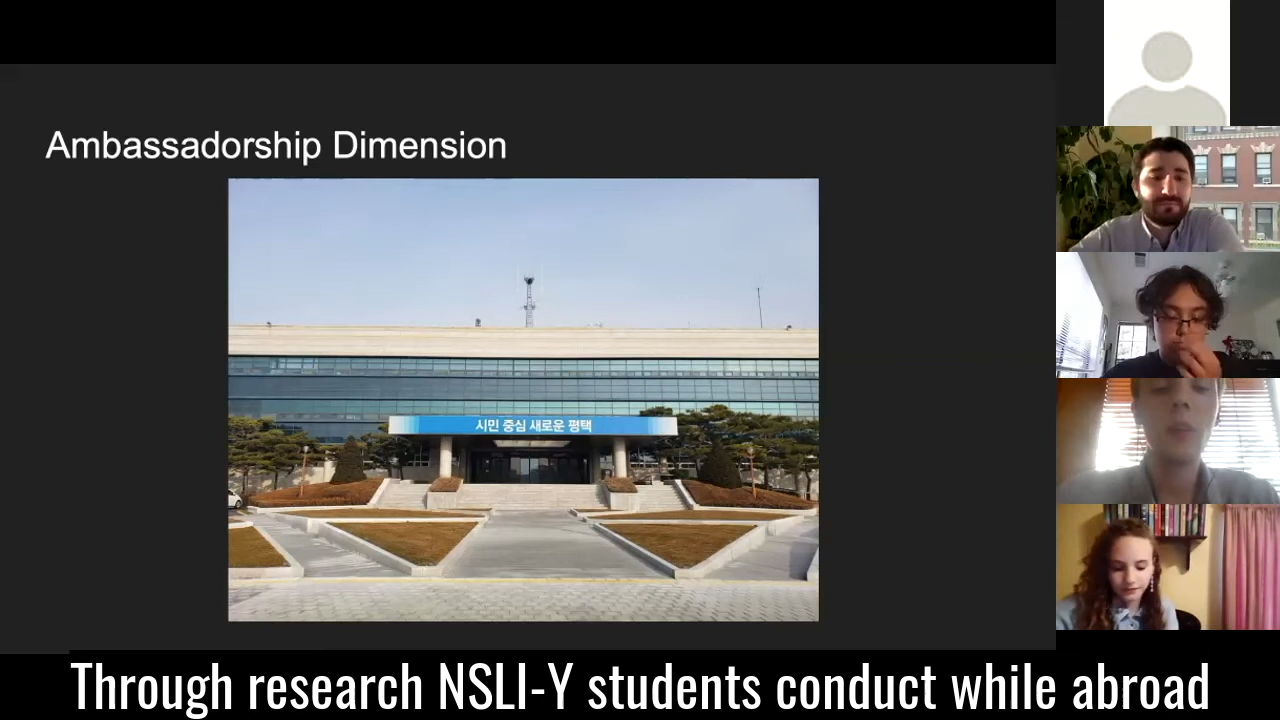 Ambassadorship Dimension
시민 중심 새로운 평택
Through research NSLI-Y students conduct while abroad